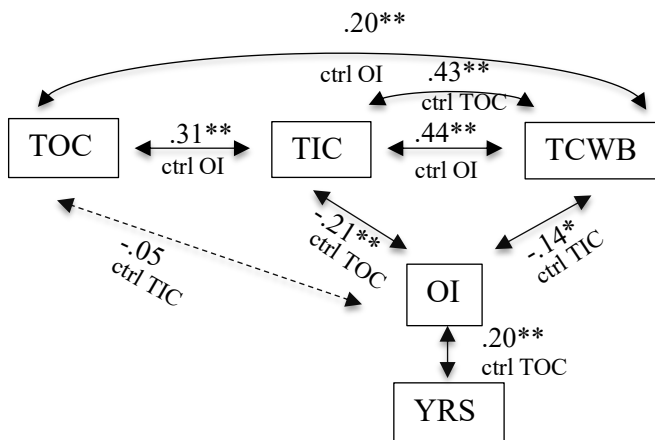 .20**
ctrl OI
.43**
ctrl TOC
TOC
.31**
ctrl OI
TIC
.44**
ctrl OI
TCWB
-.05
ctrl TIC
-.21**
ctrl TOC
-.14*
ctrl TIC
OI
.20**
ctrl TOC
YRS